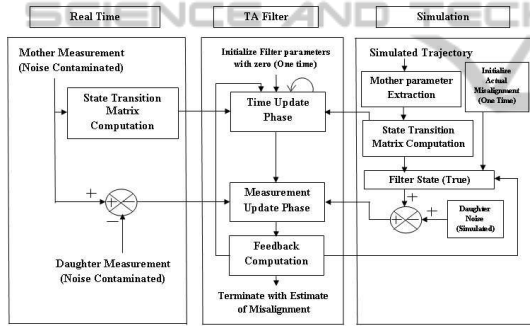 SCIENCE AND TECH
Real Time
TA Filter
Simulation
Mother Measurement
(Noise Contaminated)
State Transition
Matrix
Computation
+
+
−
Daughter Measurement
(Noise Contaminated)
Initialize Filter parameters
with zero (One time)
Time Update
Phase
Measurement
Update Phase
Feedback
Computation
Terminate with Estimate
of Misalignment
Simulated Trajectory
Mother parameter
Extraction
Initialize
Actual
Misalignment
(One Time)
State Transition
Matrix Computation
Filter State (True)
+
+
Daughter
Noise
(Simulated)